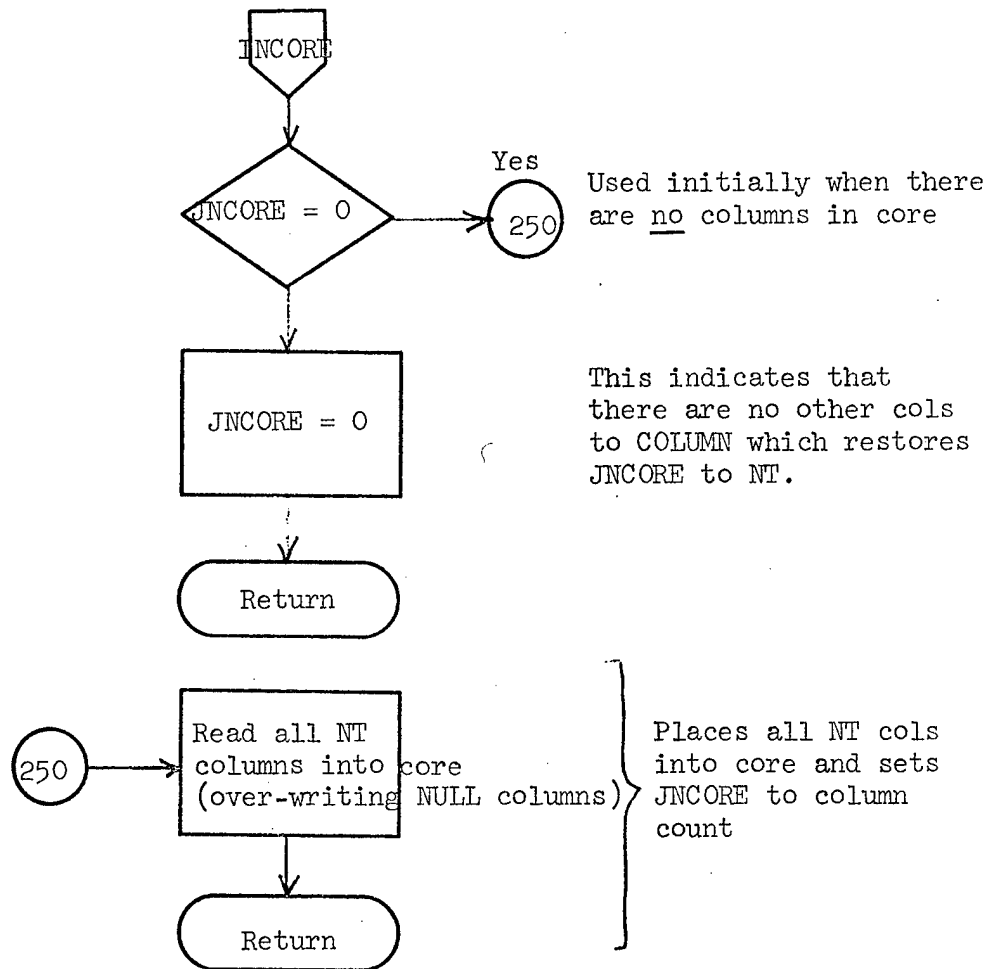 INCORE
Yes
JNCORE = 0
250
Used initially when there
are no columns in core
JNCORE = 0
This indicates that
there are no other cols
to COLUMN which restores
JNCORE to NT.
Return
250
Read all NT
columns into core
(over-writing NULL columns)
Places all NT cols
into core and sets
JNCORE to column
count
Return